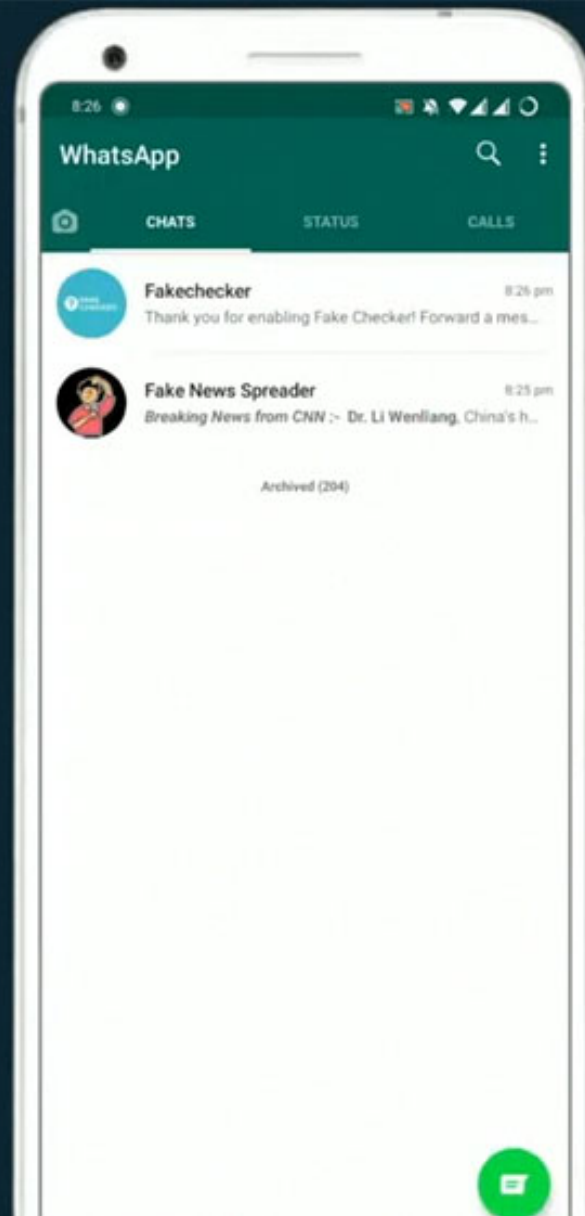 8:26
WhatsApp
CHATS STATUS CALLS
Fakechecker 8:26 pm
Thank you for enabling Fake Checker! Forward a mes...
Fake News Spreader 8:25 pm
Breaking News from CNN :- Dr. Li Wenliang, China's h...
Archived (204)